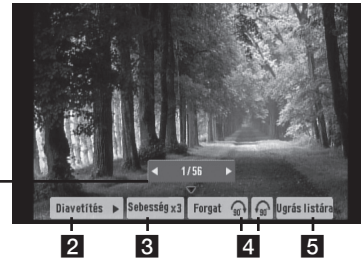 ◄ 1/56 ►
Diavetítés ► Sebesség x3 Forgat 90 90 Ugrás listára
2 3 4 5